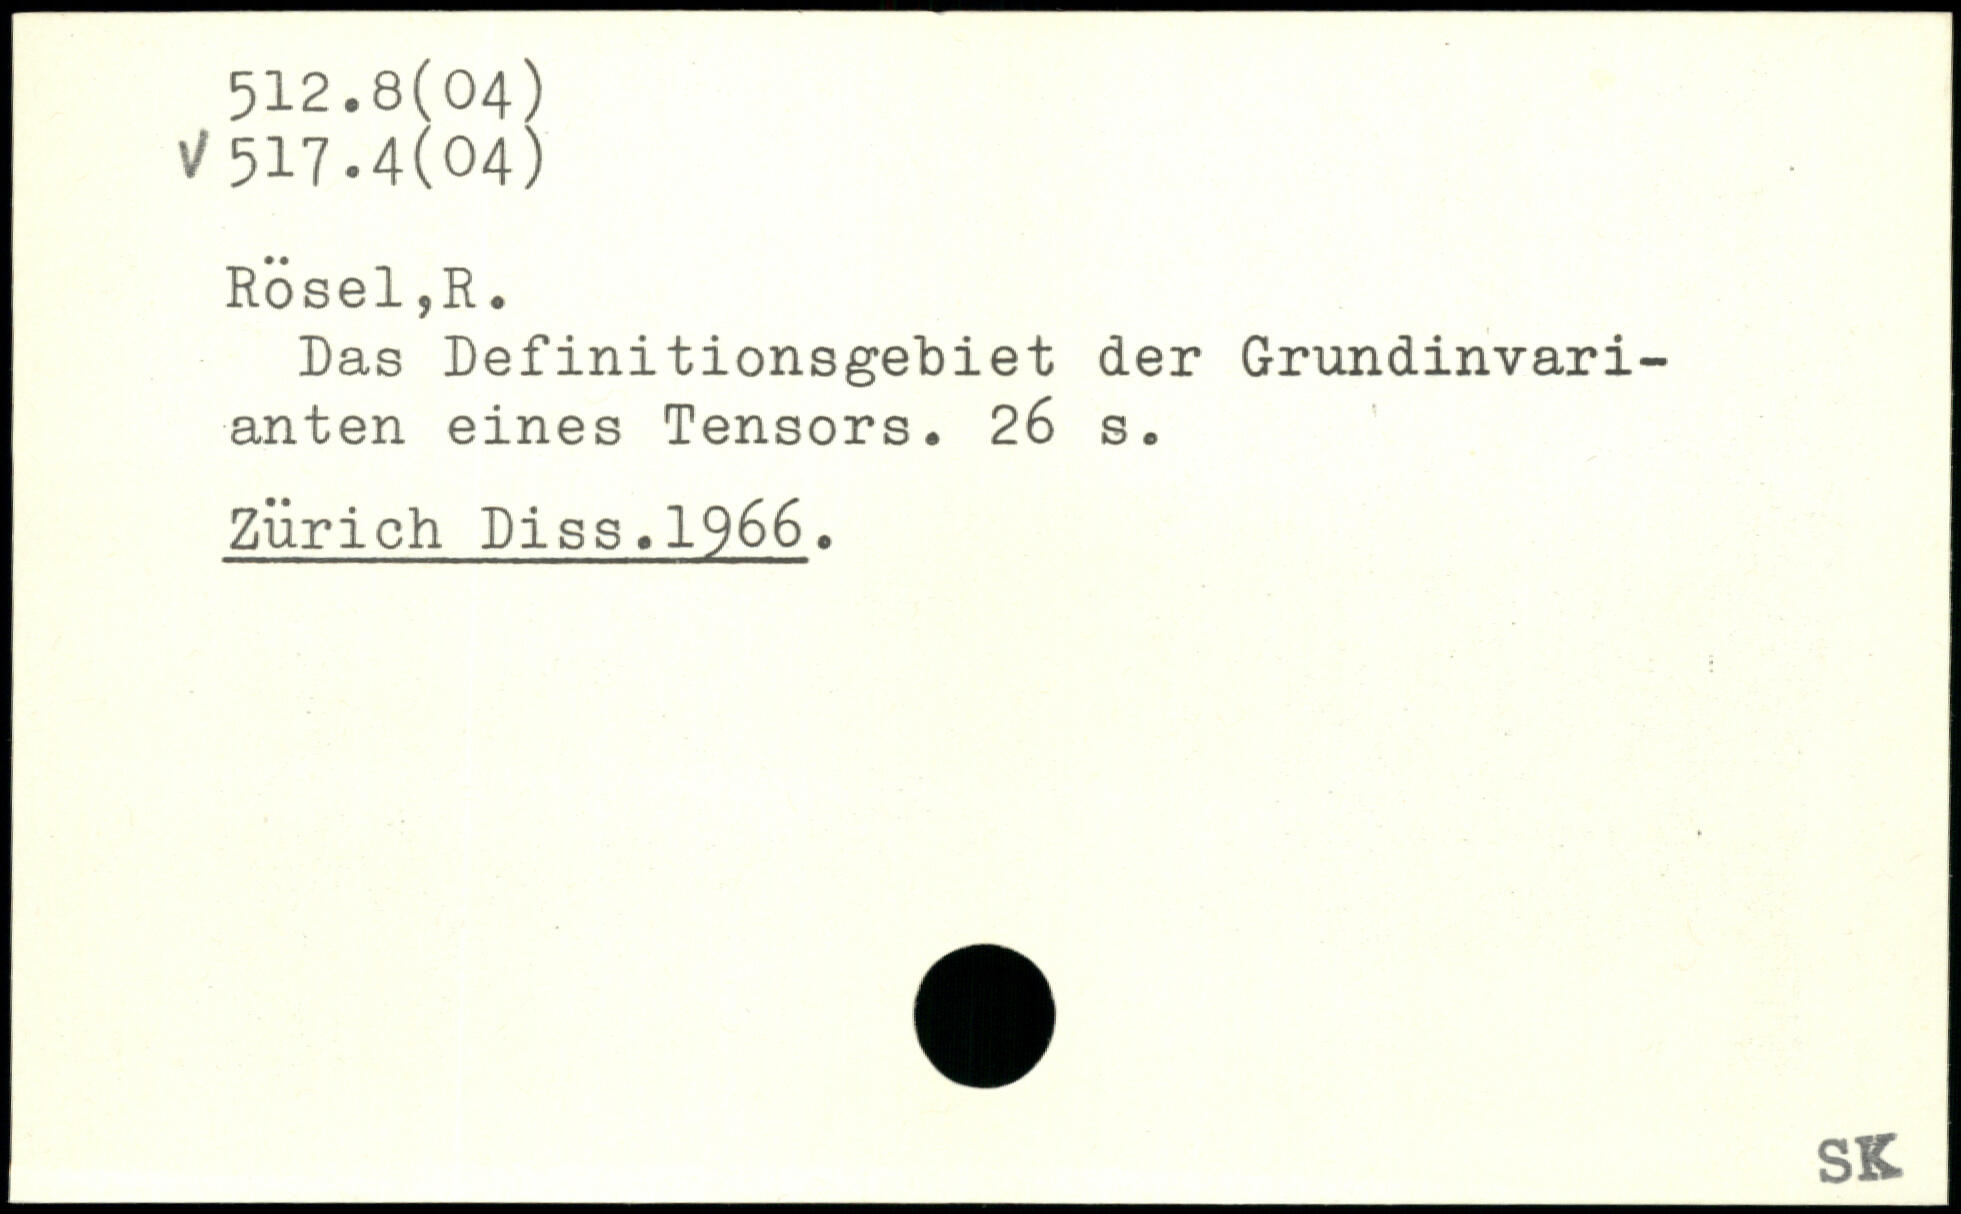 512.8(04)
V 517.4(04)
Rösel,R.
Das Definitionsgebiet der Grundinvari-
anten eines Tensors. 26 s.
Zürich Diss.1966.
SK